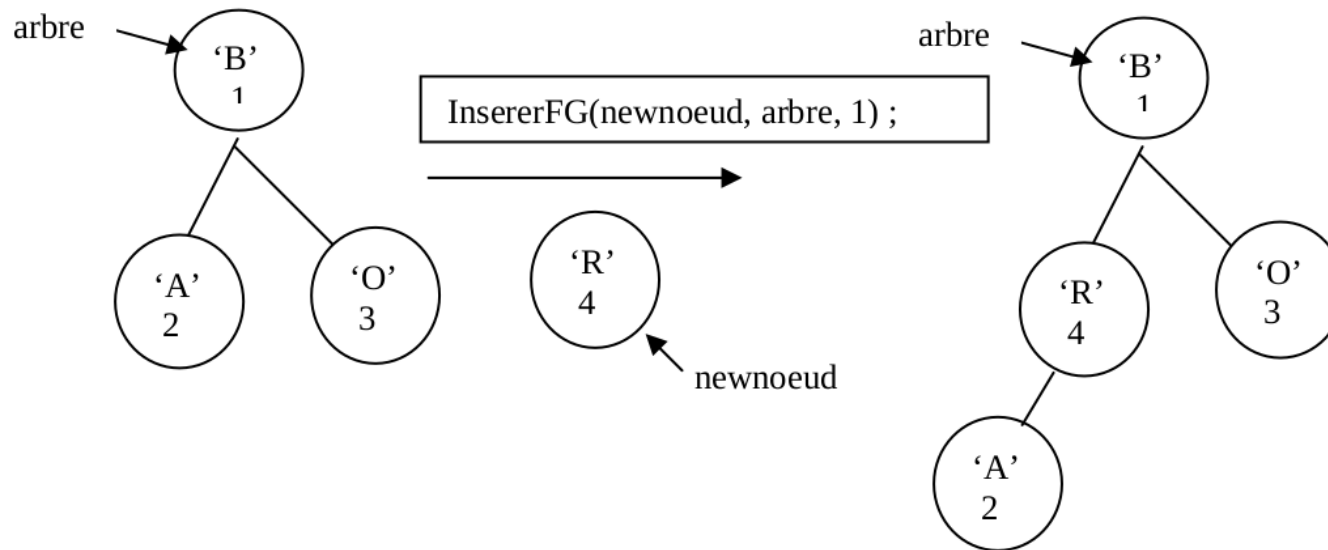 arbre
‘B’
1
‘A’
2
‘O’
3
InsererFG(newnoeud, arbre, 1) ;
‘R’
4
newnoeud
arbre
‘B’
1
‘R’
4
‘O’
3
‘A’
2